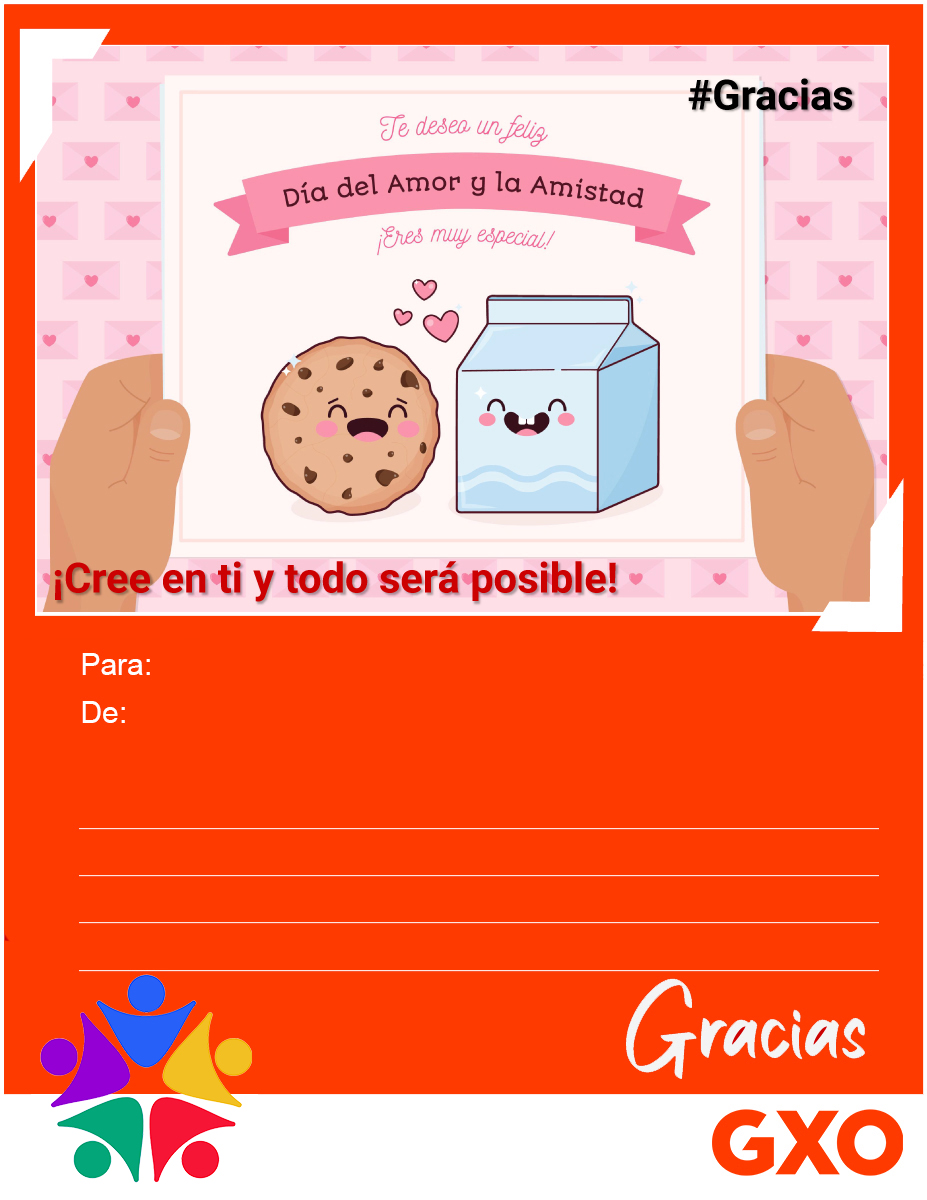 #Gracias
Te deseo un feliz
Día del Amor y la Amistad
¡Eres muy especial!
¡Cree en ti y todo será posible!
Para:
De:
Gracias
GXO